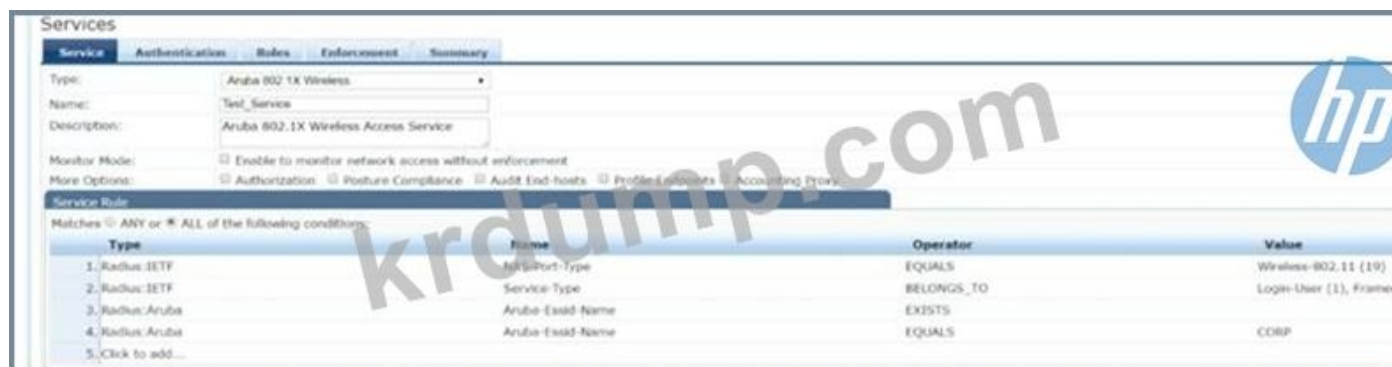 Services
Service Authentication Roles Enforcement Summary
Type: Aruba 802.1X Wireless
Name: Test_Service
Description: Aruba 802.1X Wireless Access Service
Monitor Mode: Enable to monitor network access without enforcement
More Options: Authorization Posture Compliance Audit End-hosts Profile Endpoints Accounting Proxy
Service Rule
Matches ANY or ALL of the following conditions:
Type Name Operator Value
1. Radius:IETF NAS-Port-Type EQUALS Wireless-802.11 (19)
2. Radius:IETF Service-Type BELONGS_TO Login-User (1), Framed
3. Radius:Aruba Aruba-Essid-Name EXISTS
4. Radius:Aruba Aruba-Essid-Name EQUALS CORP
5. Click to add...
krdump.com
hp